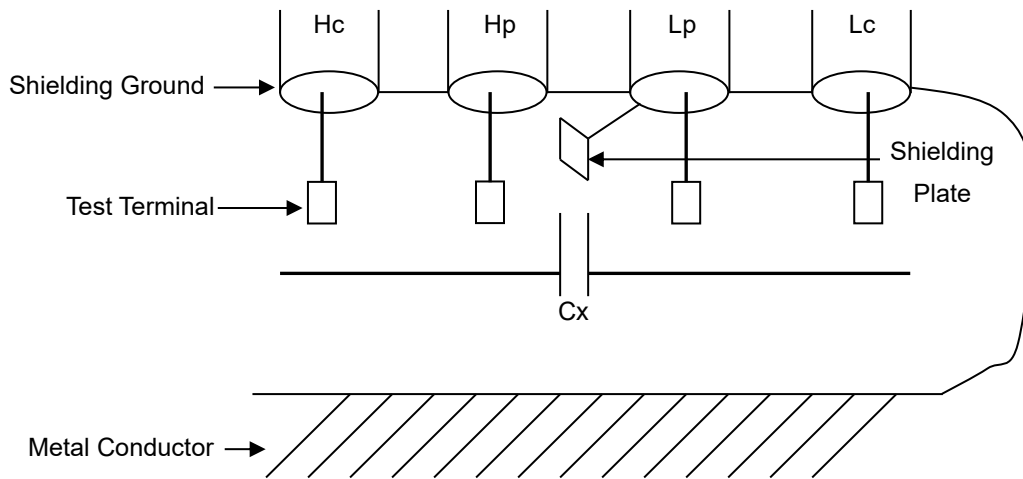 Hc
Hp
Lp
Lc
Shielding Ground
Shielding
Plate
Test Terminal
Cx
Metal Conductor